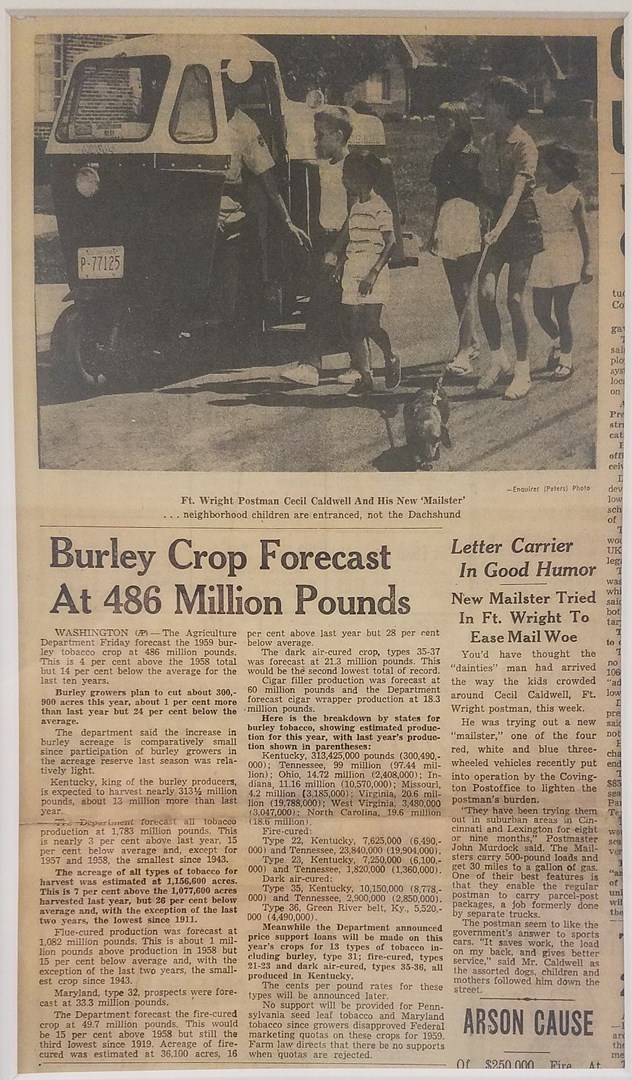 P-77125
—Enquirer (Peters) Photo
Ft. Wright Postman Cecil Caldwell And His New 'Mailster'
. . . neighborhood children are entranced, not the Dachshund
Burley Crop Forecast
At 486 Million Pounds
WASHINGTON (AP)—The Agriculture
Department Friday forecast the 1959 bur-
ley tobacco crop at 486 million pounds.
This is 4 per cent above the 1958 total
but 14 per cent below the average for the
last ten years.
Burley growers plan to cut about 300,-
900 acres this year, about 1 per cent more
than last year but 24 per cent below the
average.
The department said the increase in
burley acreage is comparatively small
since participation of burley growers in
the acreage reserve last season was rela-
tively light.
Kentucky, king of the burley producers,
is expected to harvest nearly 313½ million
pounds, about 13 million more than last
year.
The Department forecast all tobacco
production at 1,783 million pounds. This
is nearly 3 per cent above last year, 15
per cent below average and, except for
1957 and 1958, the smallest since 1943.
The acreage of all types of tobacco for
harvest was estimated at 1,156,600 acres.
This is 7 per cent above the 1,077,600 acres
harvested last year, but 26 per cent below
average and, with the exception of the last
two years, the lowest since 1911.
Flue-cured production was forecast at
1,082 million pounds. This is about 1 mil-
lion pounds above production in 1958 but
15 per cent below average and, with the
exception of the last two years, the small-
est crop since 1943.
Maryland, type 32, prospects were fore-
cast at 33.3 million pounds.
The Department forecast the fire-cured
crop at 49.7 million pounds. This would
be 15 per cent above 1958 but still the
third lowest since 1919. Acreage of fire-
cured was estimated at 36,100 acres, 16
per cent above last year but 28 per cent
below average.
The dark air-cured crop, types 35-37
was forecast at 21.3 million pounds. This
would be the second lowest total of record.
Cigar filler production was forecast at
60 million pounds and the Department
forecast cigar wrapper production at 18.3
million pounds.
Here is the breakdown by states for
burley tobacco, showing estimated produc-
tion for this year, with last year's produc-
tion shown in parentheses:
Kentucky, 313,425,000 pounds (300,490,-
000); Tennessee, 99 million (97.44 mil-
lion); Ohio, 14.72 million (2,408,000); In-
diana, 11.16 million (10,570,000); Missouri,
4.2 million (3,185,000); Virginia, 20.16 mil-
lion (19,788,000); West Virginia, 3,480,000
(3,047,000); North Carolina, 19.6 million
(18.6 million)
Fire-cured:
Type 22, Kentucky, 7,625,000 (6,490,-
000) and Tennessee, 23,840,000 (19,904,000).
Type 23, Kentucky, 7,250,000 (6,100,-
000) and Tennessee, 1,820,000 (1,360,000).
Dark air-cured:
Type 35, Kentucky, 10,150,000 (8,778,-
000) and Tennessee, 2,900,000 (2,850,000).
Type 36, Green River belt, Ky., 5,520,-
000 (4,490,000).
Meanwhile the Department announced
price support loans will be made on this
year's crops for 13 types of tobacco in-
cluding burley, type 31; fire-cured, types
21-23 and dark air-cured, types 35-36, all
produced in Kentucky.
The cents per pound rates for these
types will be announced later.
No support will be provided for Penn-
sylvania seed leaf tobacco and Maryland
tobacco since growers disapproved Federal
marketing quotas on these crops for 1959.
Farm law directs that there be no supports
when quotas are rejected.
Letter Carrier
In Good Humor
New Mailster Tried
In Ft. Wright To
Ease Mail Woe
You'd have thought the
"dainties" man had arrived
the way the kids crowded
around Cecil Caldwell, Ft.
Wright postman, this week.
He was trying out a new
"mailster," one of the four
red, white and blue three-
wheeled vehicles recently put
into operation by the Coving-
ton Postoffice to lighten the
postman's burden.
"They have been trying them
out in suburban areas in Cin-
cinnati and Lexington for eight
or nine months," Postmaster
John Murdock said. The Mail-
sters carry 500-pound loads and
get 30 miles to a gallon of gas.
One of their best features is
that they enable the regular
postman to carry parcel-post
packages, a job formerly done
by separate trucks.
The postman seem to like the
government's answer to sports
cars. "It saves work, the load
on my back, and gives better
service," said Mr. Caldwell as
the assorted dogs, children and
mothers followed him down the
street.
ARSON CAUSE
Of $250,000 Fire At